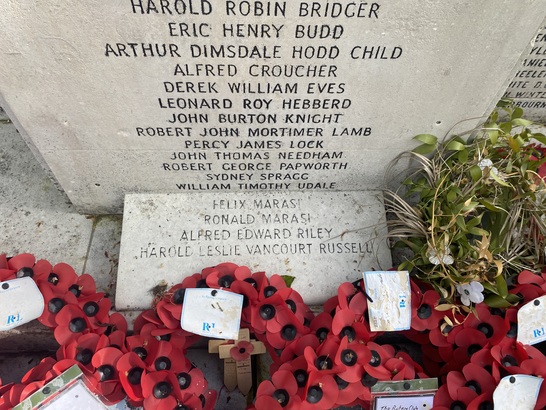 HAROLD ROBIN BRIDGER
ERIC HENRY BUDD
ARTHUR DIMSDALE HODD CHILD
ALFRED CROUCHER
DEREK WILLIAM EVES
LEONARD ROY HEBBERD
JOHN BURTON KNIGHT
ROBERT JOHN MORTIMER LAMB
PERCY JAMES LOCK
JOHN THOMAS NEEDHAM
ROBERT GEORGE PAPWORTH
SYDNEY SPRAGG
WILLIAM TIMOTHY UDALE
FELIX MARASI
RONALD MARASI
ALFRED EDWARD RILEY
HAROLD LESLIE VANCOURT RUSSELL